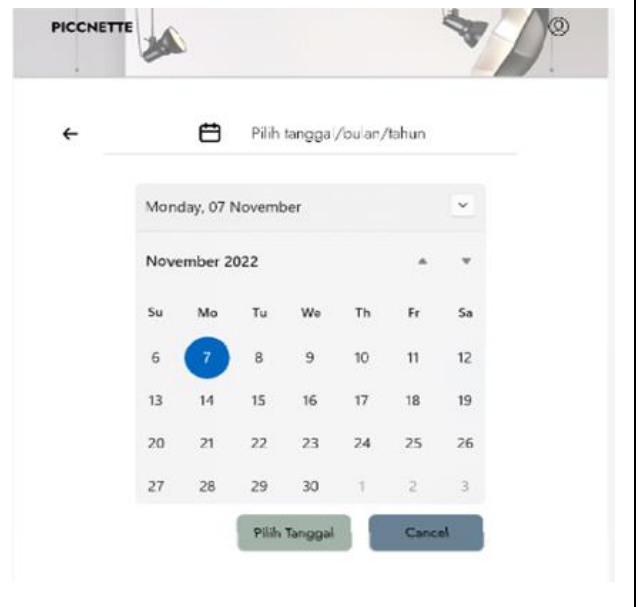 PICCNETTE
Pilih tanggal/bulan/tahun
Monday, 07 November
November 2022
Su Mo Tu We Th Fr Sa
6 7 8 9 10 11 12
13 14 15 16 17 18 19
20 21 22 23 24 25 26
27 28 29 30 1 2 3
Pilih Tanggal Cancel